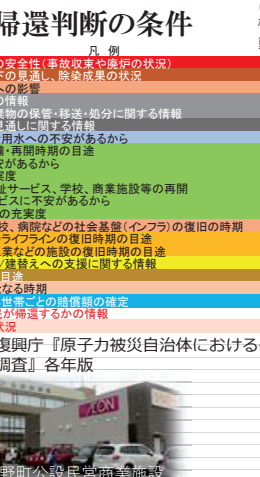 帰還判断の条件
凡 例
の安全性(事故収束や廃炉の状況)
下の見通し、除染成果の状況
への影響
の情報
棄物の保管・移送・処分に関する情報
見通しに関する情報
用水への不安があるから
・再開時期の目途
安があるから
実度
祉サービス、学校、商業施設等の再開
ビスに不安があるから
の充実度
校、病院などの社会基盤(インフラ)の復旧の時期
ライフラインの復旧時期の目途
業などの施設の復旧時期の目途
/建替えへの支援に関する情報
目途
なる時期
世帯ごとの賠償額の確定
民が帰還するかの情報
状況
復興庁『原子力被災自治体における
調査』各年版
ÆON
野町公設民営商業施設